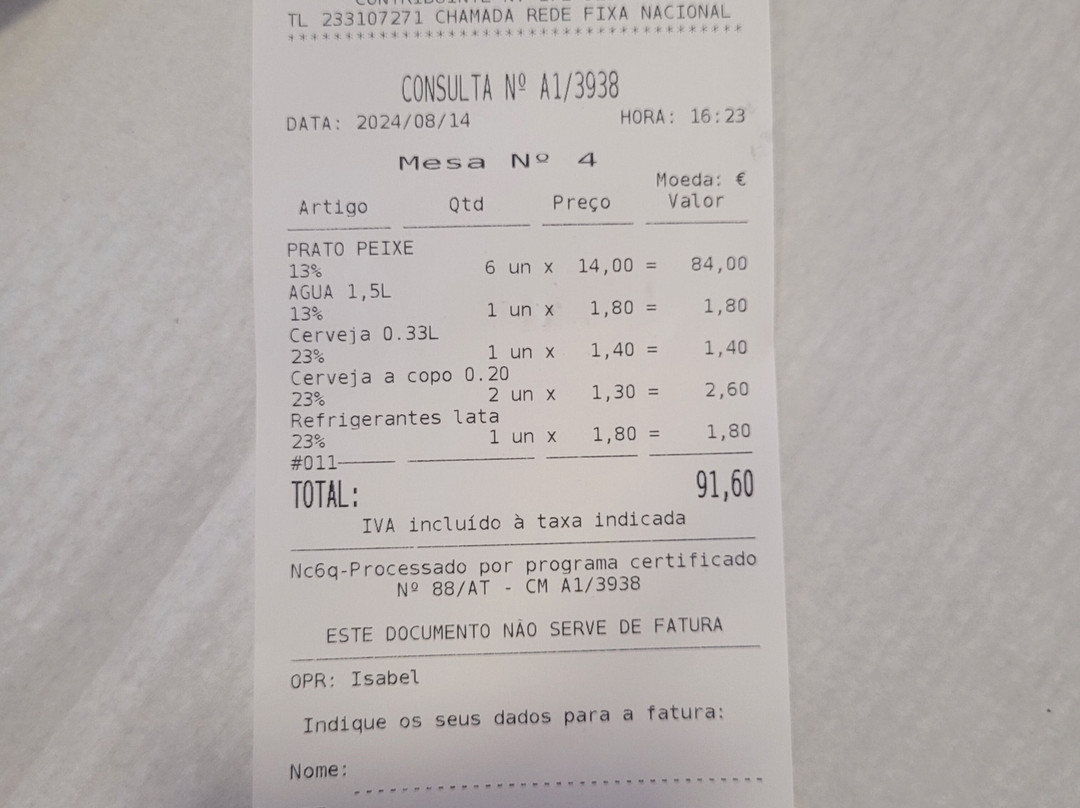 TL 233107271 CHAMADA REDE FIXA NACIONAL
****************************************
CONSULTA Nº A1/3938
DATA: 2024/08/14 HORA: 16:23
Mesa Nº 4
Moeda: €
Artigo Qtd Preço Valor
PRATO PEIXE
13% 6 un x 14,00 = 84,00
AGUA 1,5L
13% 1 un x 1,80 = 1,80
Cerveja 0.33L
23% 1 un x 1,40 = 1,40
Cerveja a copo 0.20
23% 2 un x 1,30 = 2,60
Refrigerantes lata
23% 1 un x 1,80 = 1,80
#011
TOTAL: 91,60
IVA incluído à taxa indicada
Nc6q-Processado por programa certificado
Nº 88/AT - CM A1/3938
ESTE DOCUMENTO NÃO SERVE DE FATURA
OPR: Isabel
Indique os seus dados para a fatura:
Nome: